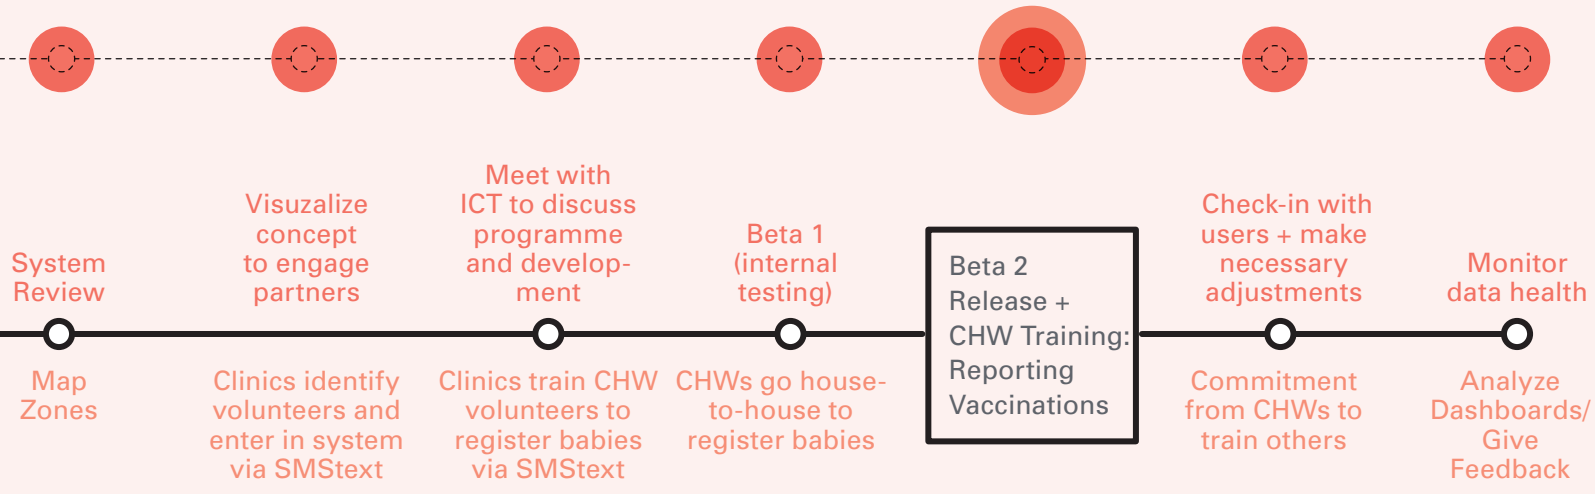 System
Review
Visuzalize
concept
to engage
partners
Meet with
ICT to discuss
programme
and develop-
ment
Beta 1
(internal
testing)
Beta 2
Release +
CHW Training:
Reporting
Vaccinations
Check-in with
users + make
necessary
adjustments
Monitor
data health
Map
Zones
Clinics identify
volunteers and
enter in system
via SMStext
Clinics train CHW
volunteers to
register babies
via SMStext
CHWs go house-
to-house to
register babies
Commitment
from CHWs to
train others
Analyze
Dashboards/
Give
Feedback